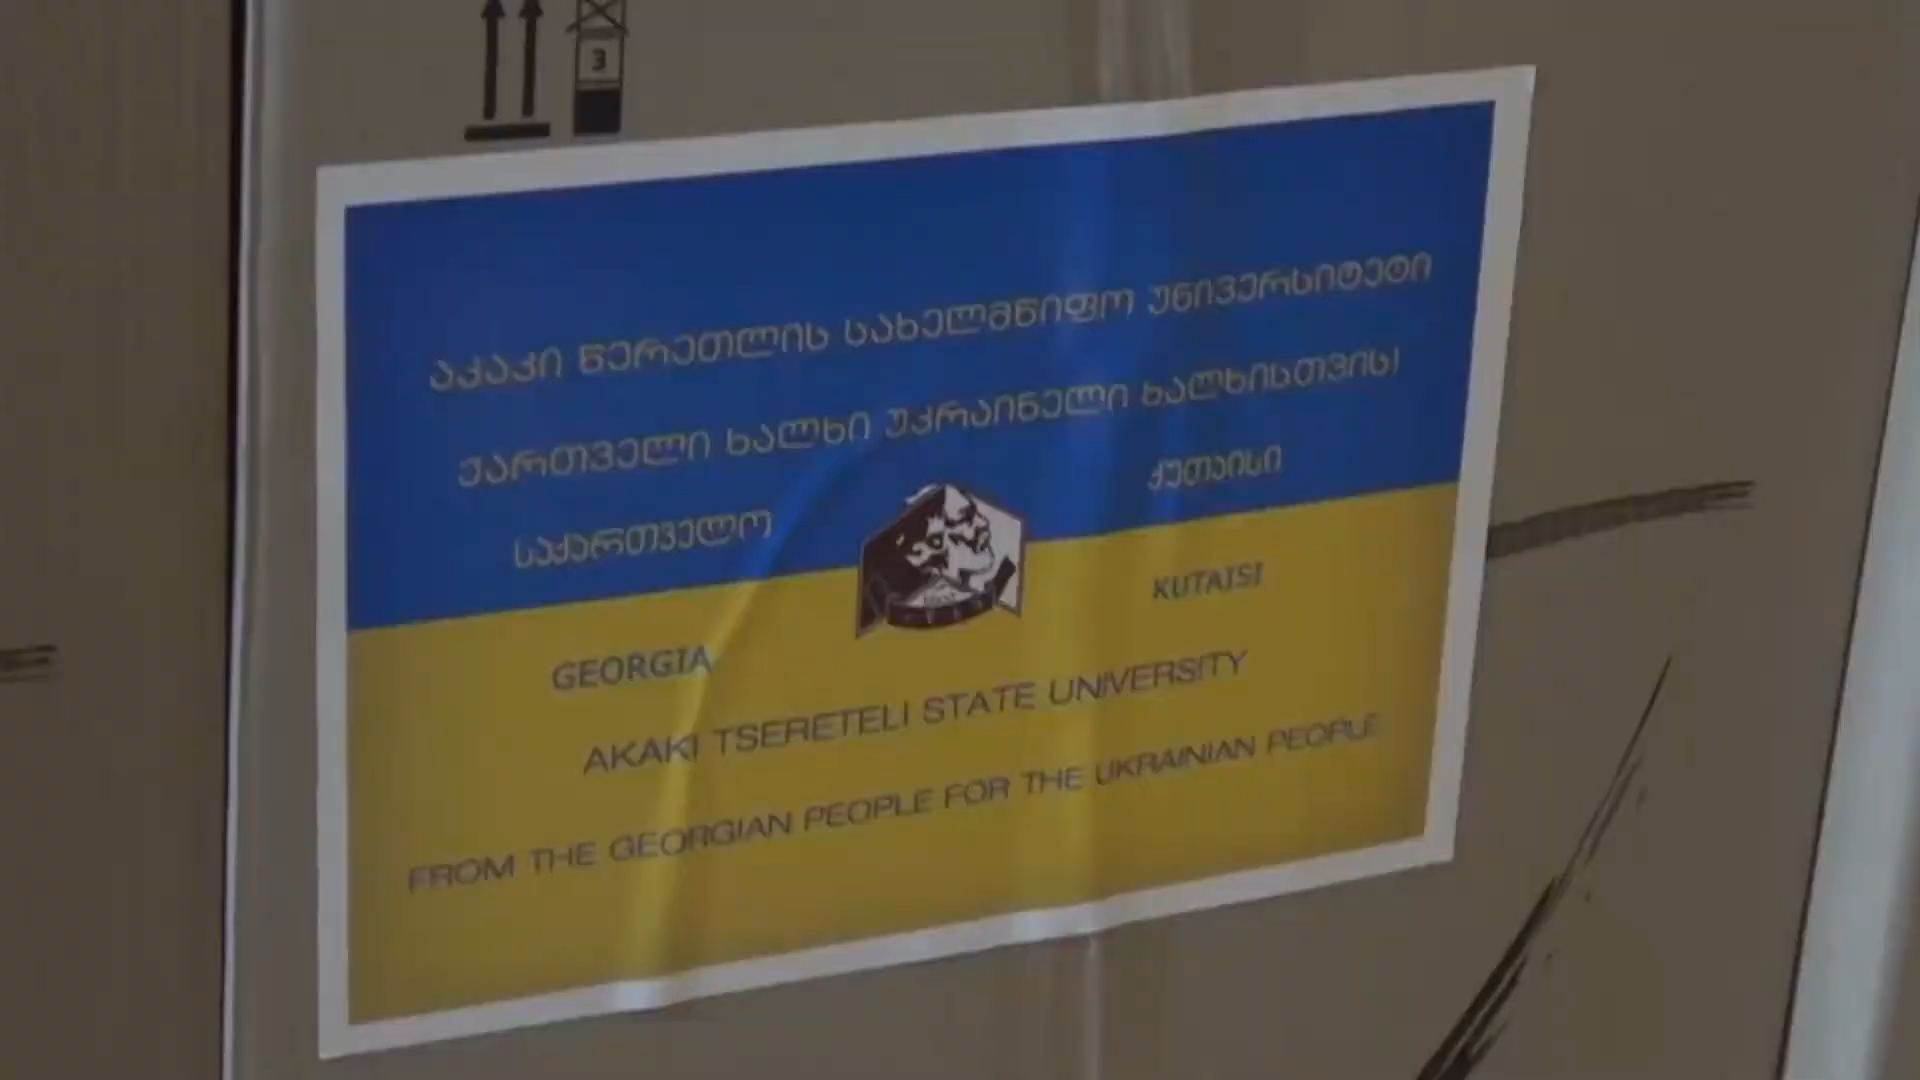 3
აკაკი წერეთლის სახელმწიფო უნივერსიტეტი
ქართველი ხალხი უკრაინელი ხალხისთვის!
საქართველო
ქუთაისი
GEORGIA
KUTAISI
AKAKI TSERETELI STATE UNIVERSITY
FROM THE GEORGIAN PEOPLE FOR THE UKRAINIAN PEOPLE